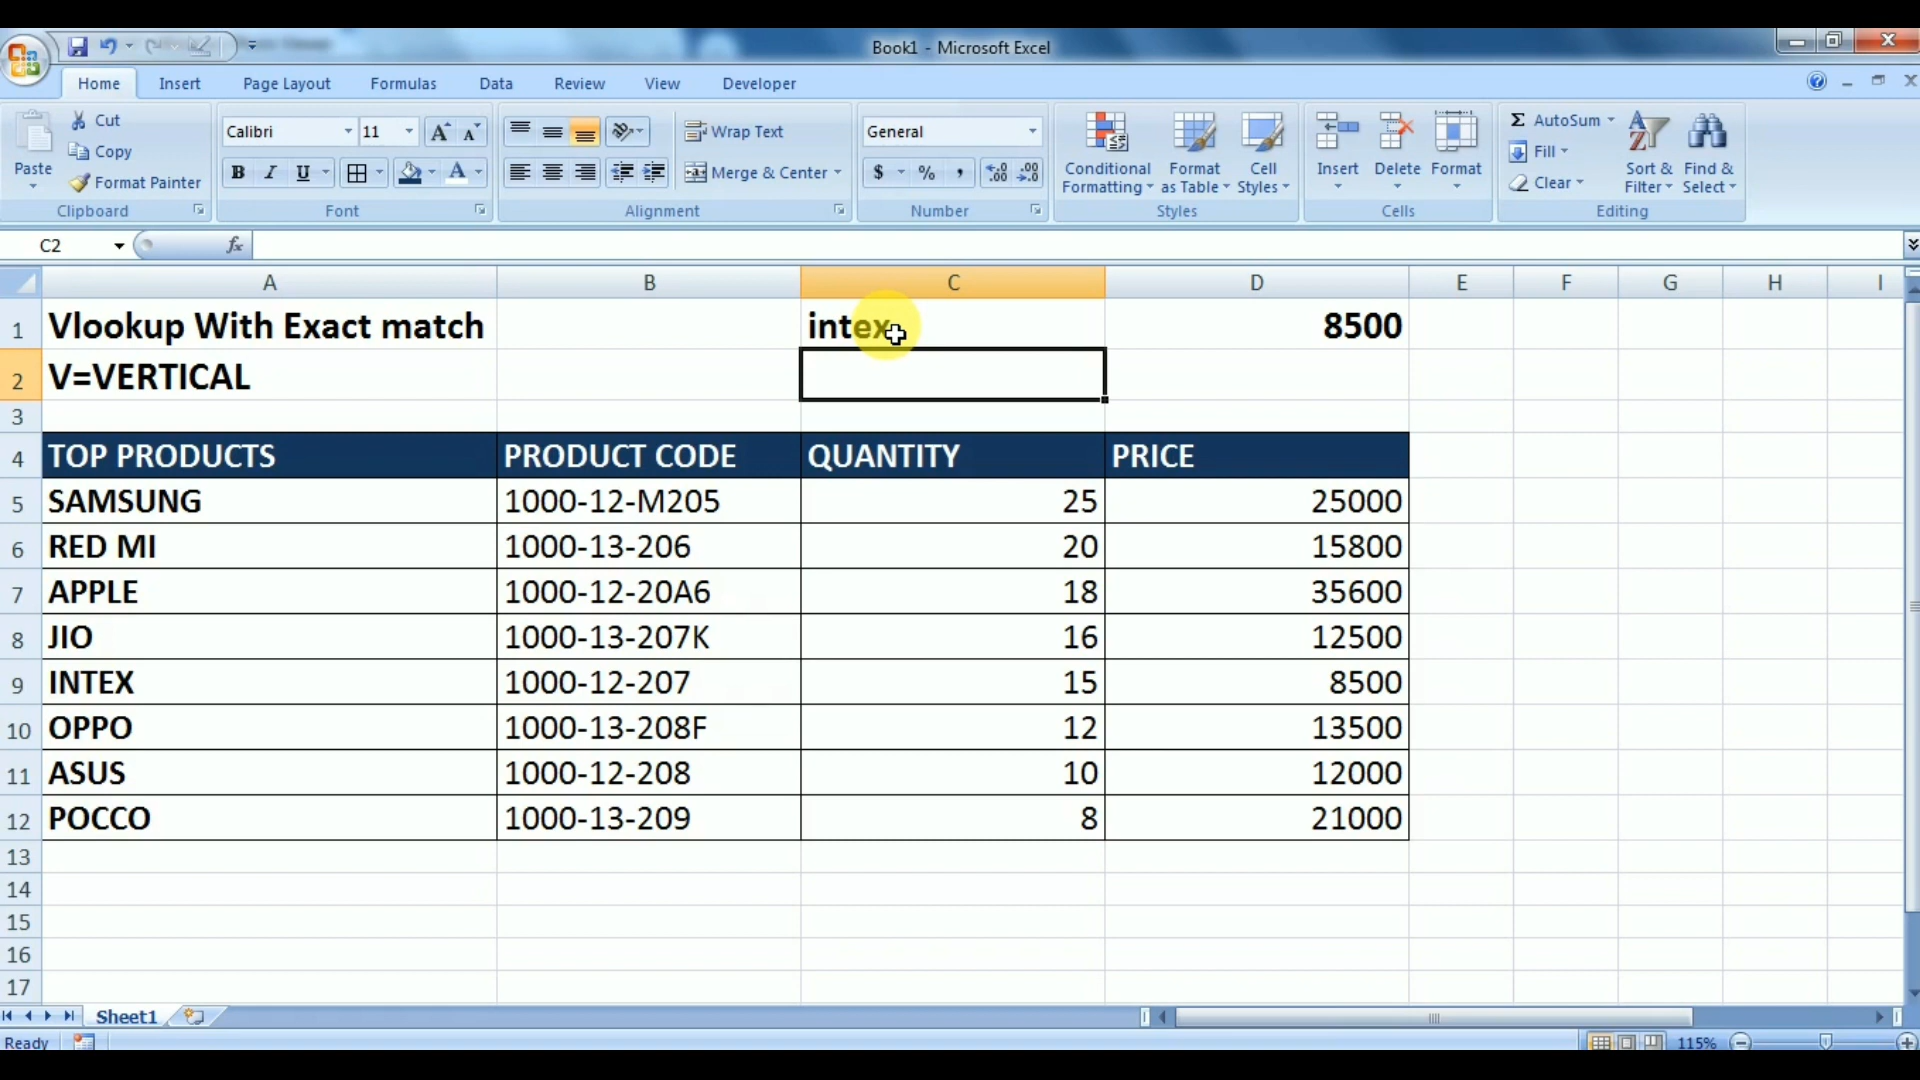 Book1 - Microsoft Excel
Home Insert Page Layout Formulas Data Review View Developer
Paste
Cut
Copy
Format Painter
Clipboard
Calibri 11 A A
B I U A
Font
Wrap Text
Merge & Center
Alignment
General
$ % , .00 .00
Number
Conditional Formatting
Format as Table
Cell Styles
Styles
Insert Delete Format
Cells
Σ AutoSum
Fill
Clear
Sort & Filter
Find & Select
Editing
C2 fx
A B C D E F G H I
1 Vlookup With Exact match intex 8500
2 V=VERTICAL
3
4 TOP PRODUCTS PRODUCT CODE QUANTITY PRICE
5 SAMSUNG 1000-12-M205 25 25000
6 RED MI 1000-13-206 20 15800
7 APPLE 1000-12-20A6 18 35600
8 JIO 1000-13-207K 16 12500
9 INTEX 1000-12-207 15 8500
10 OPPO 1000-13-208F 12 13500
11 ASUS 1000-12-208 10 12000
12 POCCO 1000-13-209 8 21000
13
14
15
16
17
Sheet1
Ready 115%